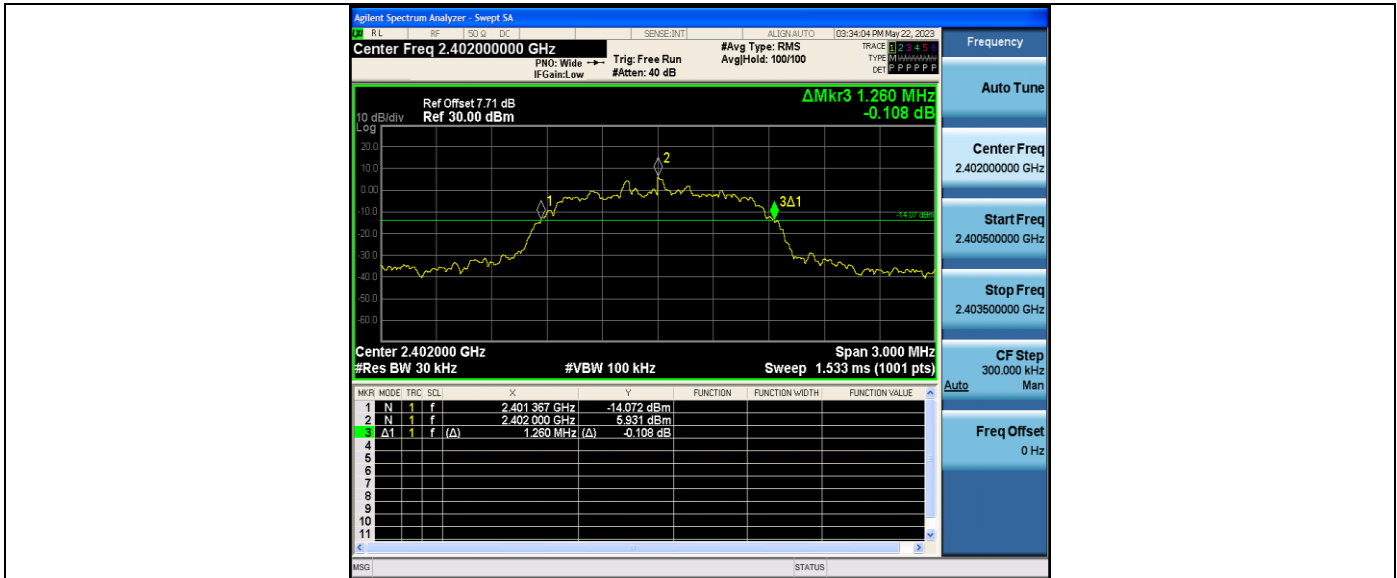 Agilent Spectrum Analyzer - Swept SA
RL RF 50 Ω DC SENSE:INT ALIGN AUTO 03:34:04 PM May 22, 2023
Center Freq 2.402000000 GHz
PNO: Wide
IFGain:Low
Trig: Free Run
#Atten: 40 dB
#Avg Type: RMS
Avg|Hold: 100/100
TRACE 1 2 3 4 5 6
TYPE M
DET P P P P P P
Ref Offset 7.71 dB
10 dB/div Ref 30.00 dBm
Log
ΔMkr3 1.260 MHz
-0.108 dB
20.0
10.0
0.00
-10.0
-20.0
-30.0
-40.0
-50.0
-60.0
1
2
3Δ1
-14.07 dBm
Center 2.402000 GHz Span 3.000 MHz
#Res BW 30 kHz #VBW 100 kHz Sweep 1.533 ms (1001 pts)
MKR MODE TRC SCL X Y FUNCTION FUNCTION WIDTH FUNCTION VALUE
1 N 1 f 2.401 367 GHz -14.072 dBm
2 N 1 f 2.402 000 GHz 5.931 dBm
3 Δ1 1 f (Δ) 1.260 MHz (Δ) -0.108 dB
4
5
6
7
8
9
10
11
MSG STATUS
Frequency
Auto Tune
Center Freq
2.402000000 GHz
Start Freq
2.400500000 GHz
Stop Freq
2.403500000 GHz
CF Step
300.000 kHz
Auto Man
Freq Offset
0 Hz